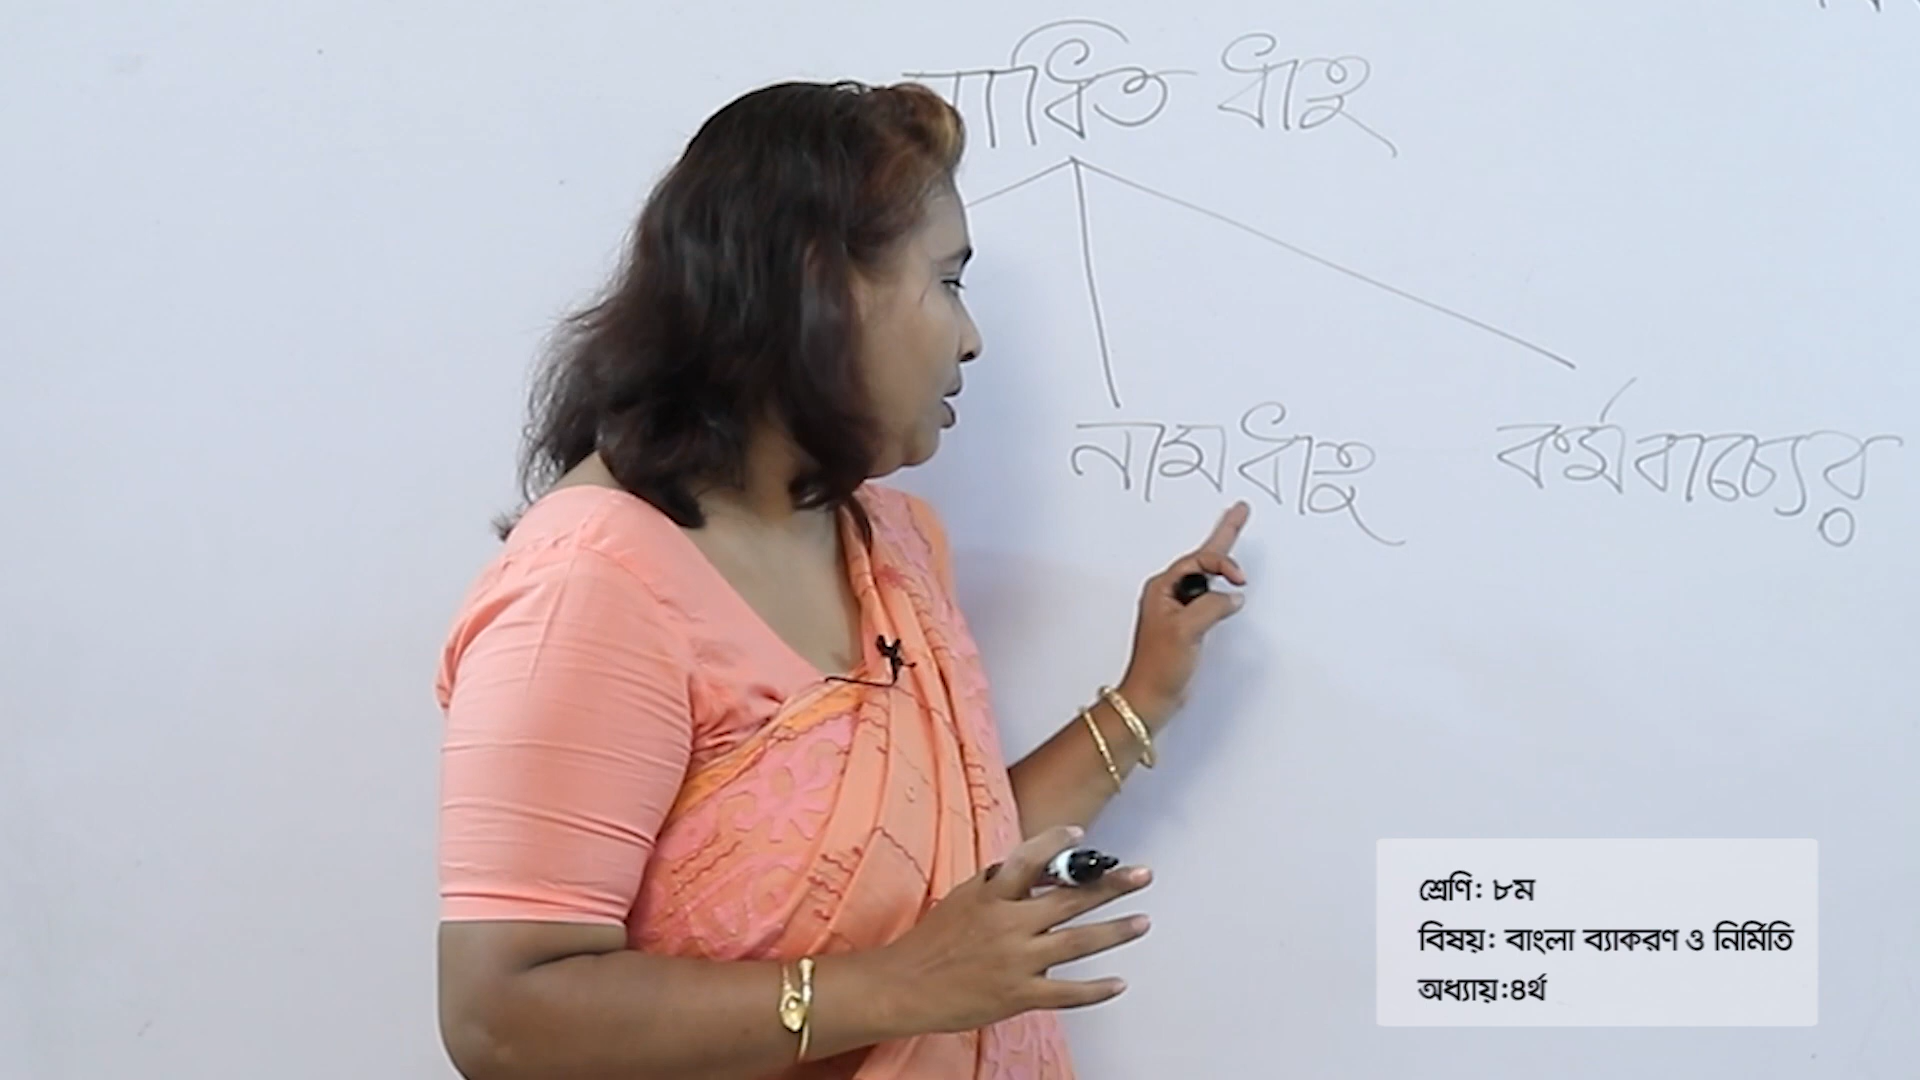 সাধিত ধাতু
নামধাতু কর্মবাচ্যের
শ্রেণি: ৮ম
বিষয়: বাংলা ব্যাকরণ ও নির্মিতি
অধ্যায়:৪র্থ